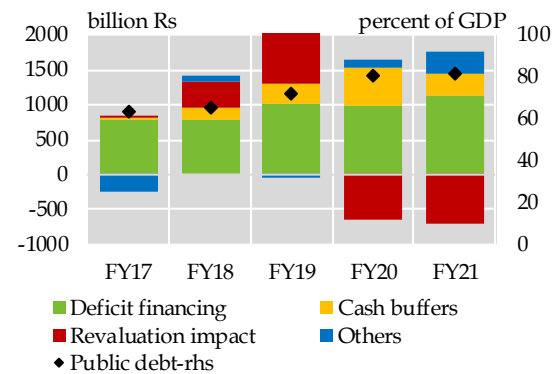 billion Rs percent of GDP
2000 100
1500 80
1000 60
500
0 40
-500 20
-1000 0
FY17 FY18 FY19 FY20 FY21
Deficit financing Cash buffers
Revaluation impact Others
Public debt-rhs